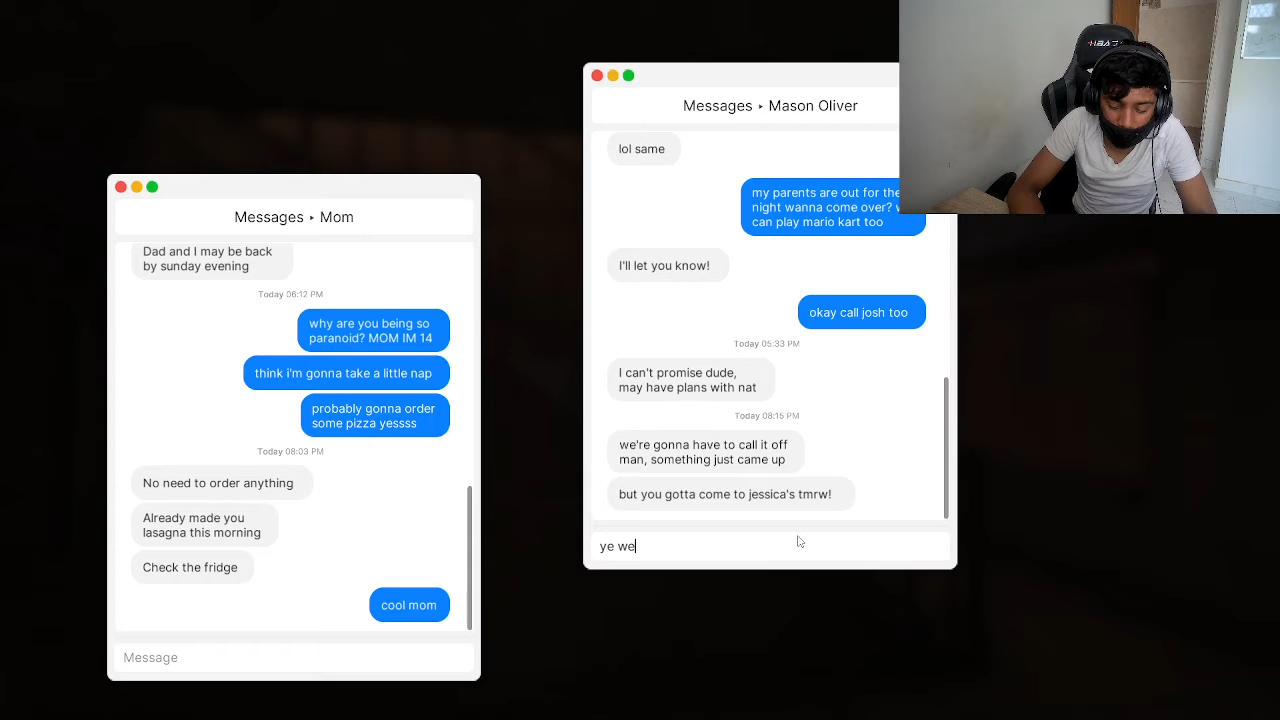 Messages ‣ Mom
Dad and I may be back
by sunday evening
Today 06:12 PM
why are you being so
paranoid? MOM IM 14
think i'm gonna take a little nap
probably gonna order
some pizza yessss
Today 08:03 PM
No need to order anything
Already made you
lasagna this morning
Check the fridge
cool mom
Message
Messages ‣ Mason Oliver
lol same
my parents are out for the
night wanna come over?
can play mario kart too
I'll let you know!
okay call josh too
Today 05:33 PM
I can't promise dude,
may have plans with nat
Today 08:15 PM
we're gonna have to call it off
man, something just came up
but you gotta come to jessica's tmrw!
ye we